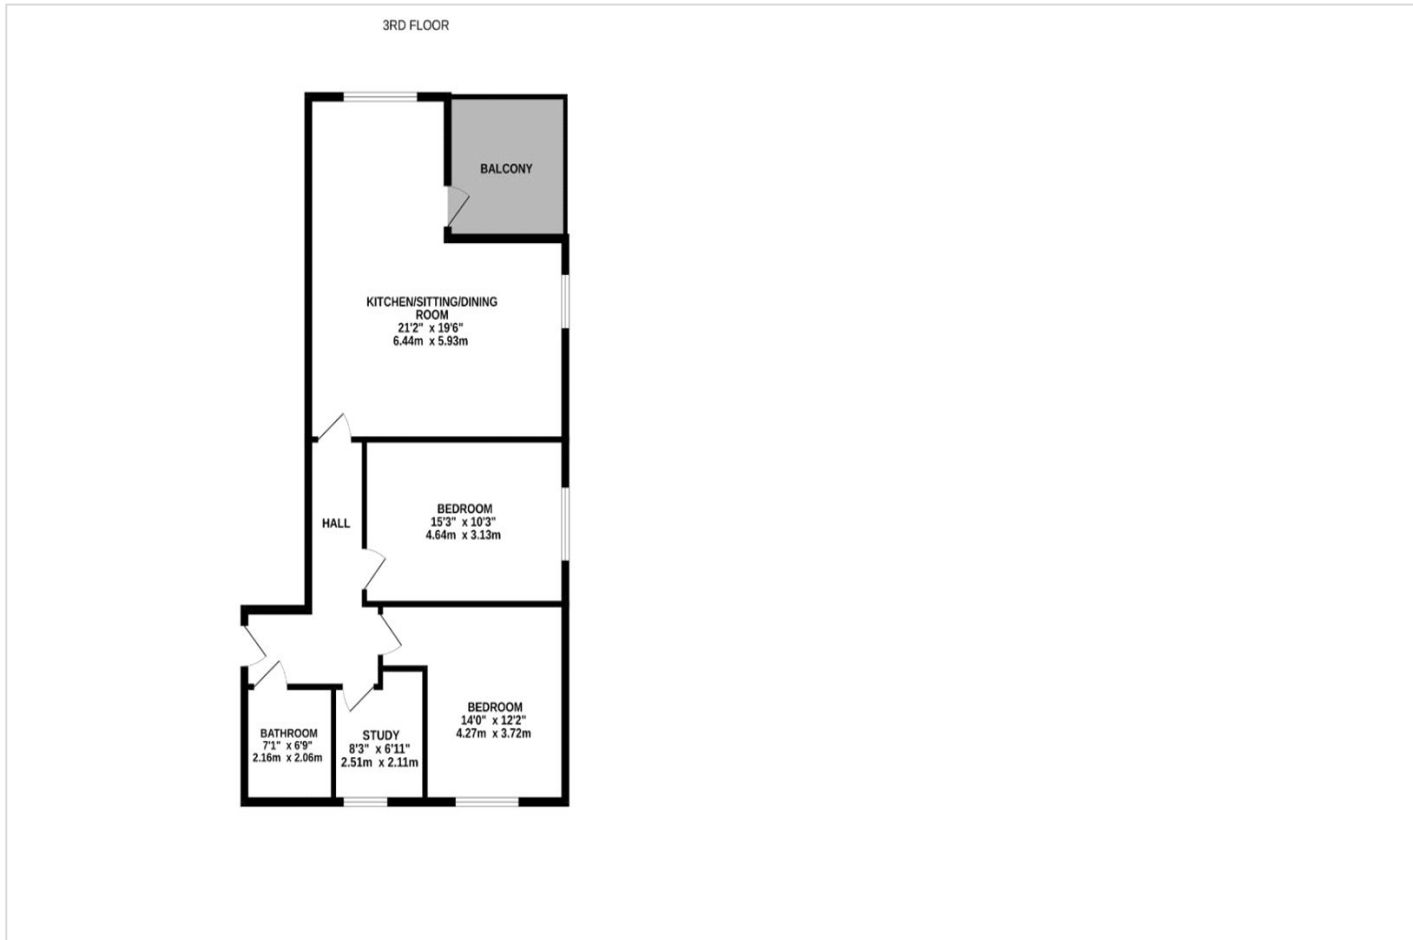 3RD FLOOR
BALCONY
KITCHEN/SITTING/DINING
ROOM
21'2" x 19'6"
6.44m x 5.93m
BEDROOM
15'3" x 10'3"
4.64m x 3.13m
HALL
BEDROOM
14'0" x 12'2"
4.27m x 3.72m
BATHROOM
7'1" x 6'9"
2.16m x 2.06m
STUDY
8'3" x 6'11"
2.51m x 2.11m